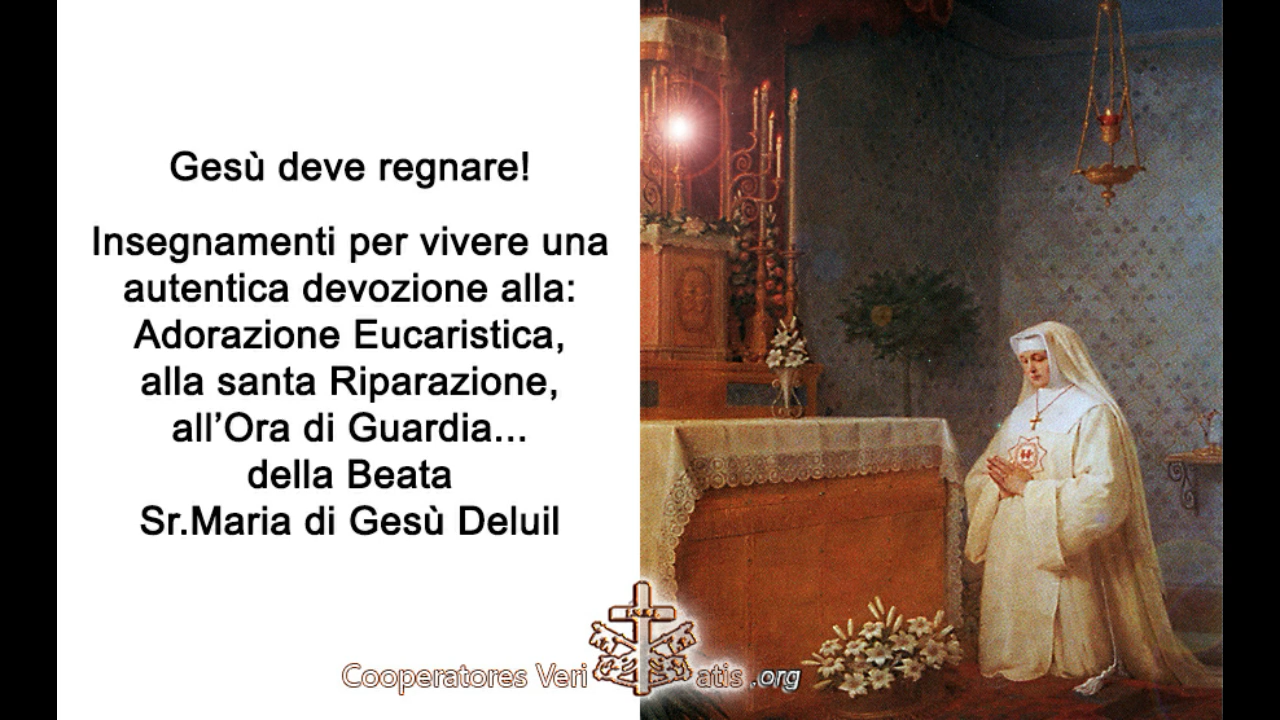 Gesù deve regnare!
Insegnamenti per vivere una
autentica devozione alla:
Adorazione Eucaristica,
alla santa Riparazione,
all’Ora di Guardia...
della Beata
Sr.Maria di Gesù Deluil
Cooperatores Veri atis .org